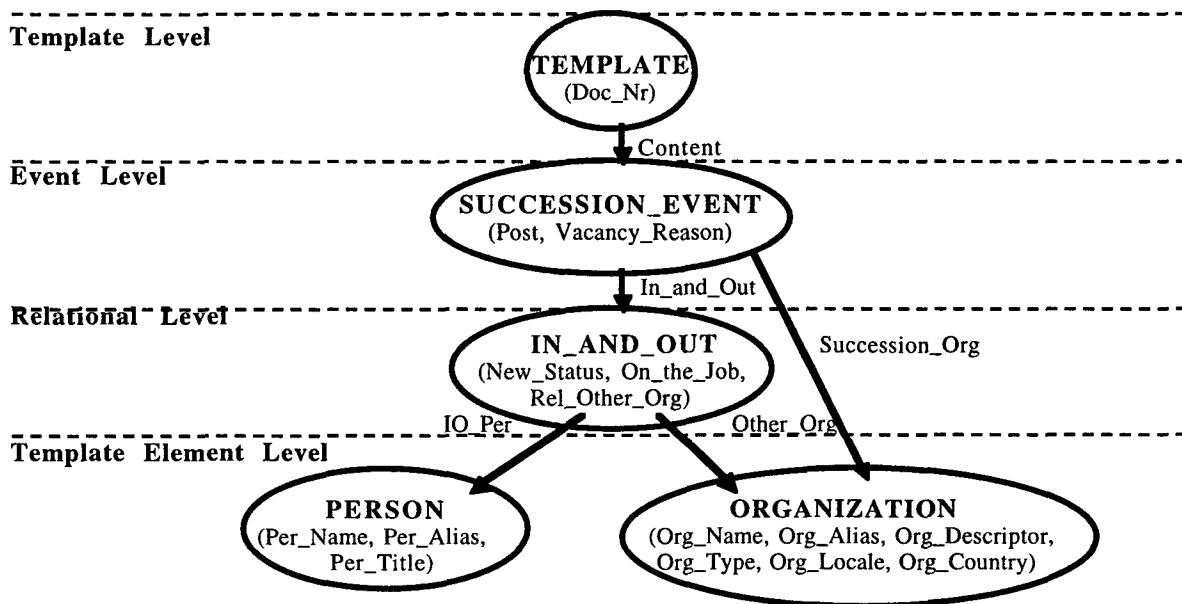 Template Level
TEMPLATE
(Doc_Nr)
Content
Event Level
SUCCESSION_EVENT
(Post, Vacancy_Reason)
In_and_Out
Relational Level
IN_AND_OUT
(New_Status, On_the_Job,
Rel_Other_Org)
Succession_Org
IO_Per
Other_Org
Template Element Level
PERSON
(Per_Name, Per_Alias,
Per_Title)
ORGANIZATION
(Org_Name, Org_Alias, Org_Descriptor,
Org_Type, Org_Locale, Org_Country)